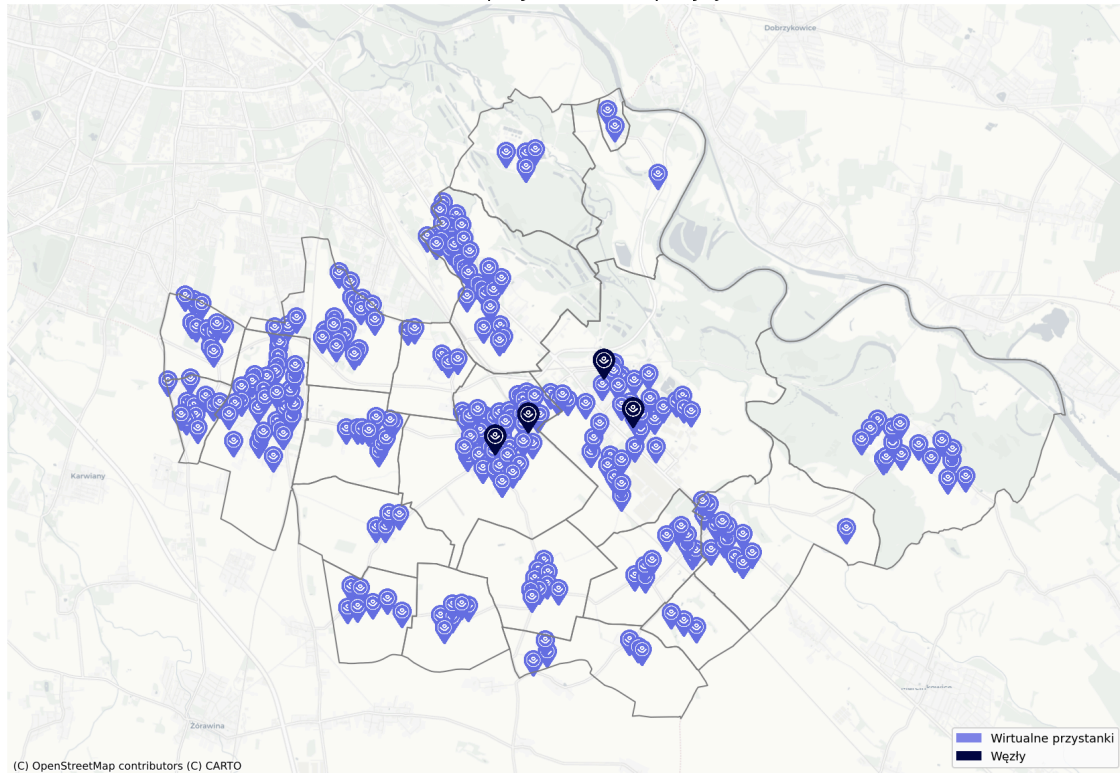 Dobrzykowice
Karwiany
Żórawina
Wirtualne przystanki
Węzły
(C) OpenStreetMap contributors (C) CARTO